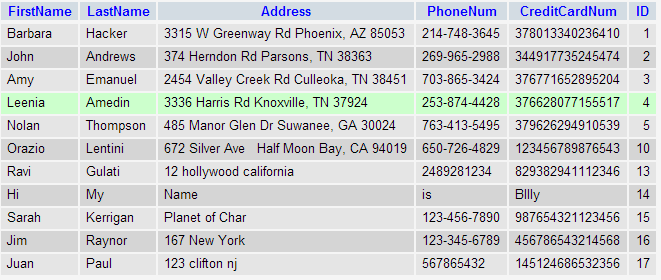 FirstName LastName Address PhoneNum CreditCardNum ID
Barbara Hacker 3315 W Greenway Rd Phoenix, AZ 85053 214-748-3645 378013340236410 1
John Andrews 374 Herndon Rd Parsons, TN 38363 269-965-2988 344917735245474 2
Amy Emanuel 2454 Valley Creek Rd Culleoka, TN 38451 703-865-3424 376771652895204 3
Leenia Amedin 3336 Harris Rd Knoxville, TN 37924 253-874-4428 376628077155517 4
Nolan Thompson 485 Manor Glen Dr Suwanee, GA 30024 763-413-5495 379626294910539 5
Orazio Lentini 672 Silver Ave Half Moon Bay, CA 94019 650-726-4829 123456789876543 10
Ravi Gulati 12 hollywood california 2489281234 829382941112346 13
Hi My Name is BIlly 14
Sarah Kerrigan Planet of Char 123-456-7890 987654321123456 15
Jim Raynor 167 New York 123-345-6789 456786543214568 16
Juan Paul 123 clifton nj 567865432 145124686532356 17